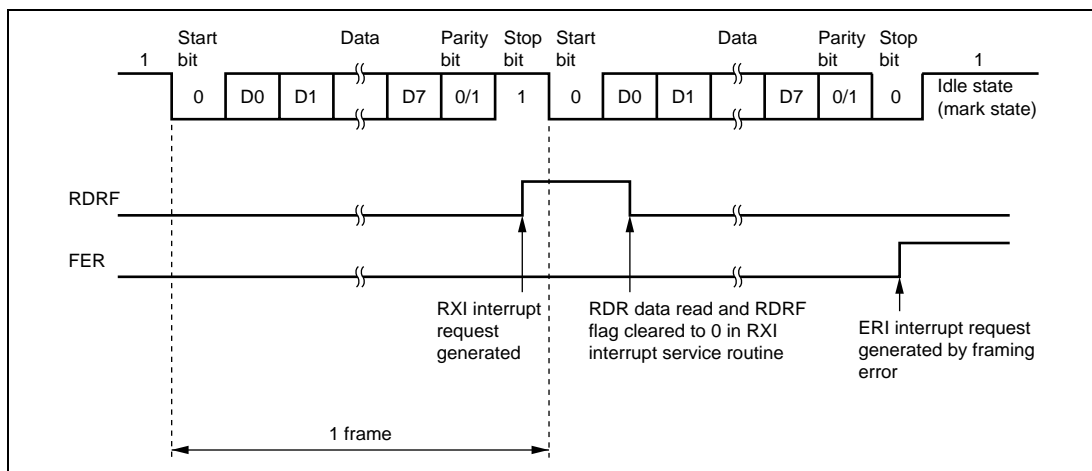 1
Start
bit
Data
Parity
bit
Stop
bit
Start
bit
Data
Parity
bit
Stop
bit
1
0
D0
D1
D7
0/1
1
0
D0
D1
D7
0/1
0
Idle state
(mark state)
RDRF
FER
RXI interrupt
request
generated
RDR data read and RDRF
flag cleared to 0 in RXI
interrupt service routine
ERI interrupt request
generated by framing
error
1 frame